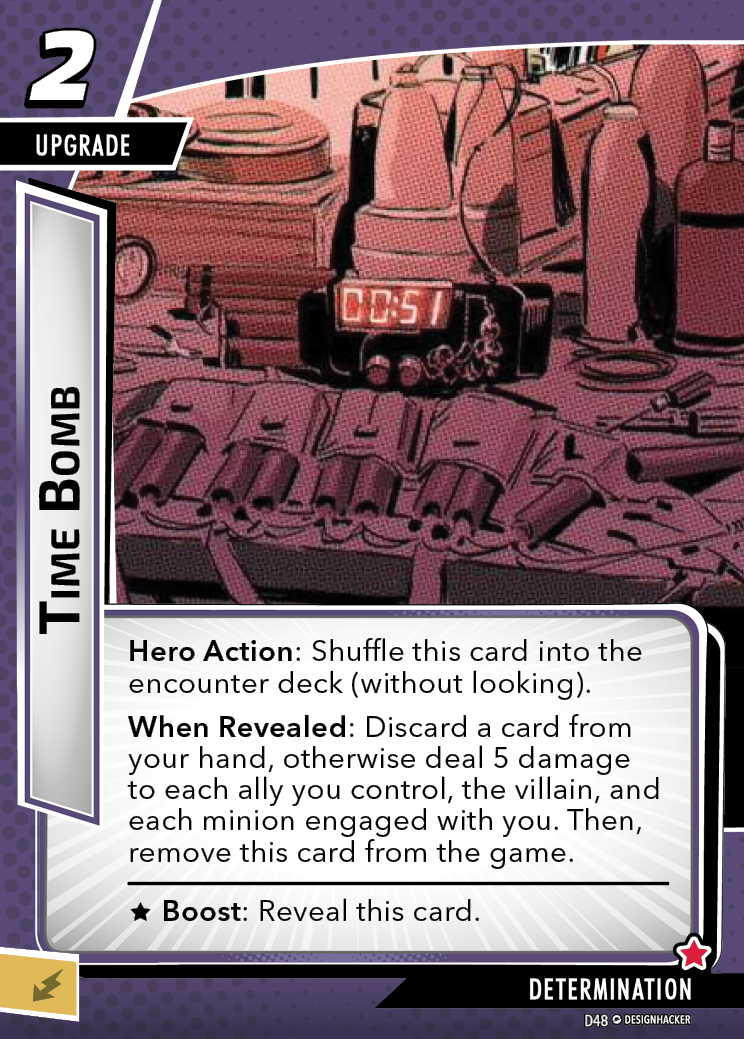 2
UPGRADE
TIME BOMB
00:51
Hero Action: Shuffle this card into the
encounter deck (without looking).
When Revealed: Discard a card from
your hand, otherwise deal 5 damage
to each ally you control, the villain, and
each minion engaged with you. Then,
remove this card from the game.
★ Boost: Reveal this card.
DETERMINATION
D48 DESIGNHACKER